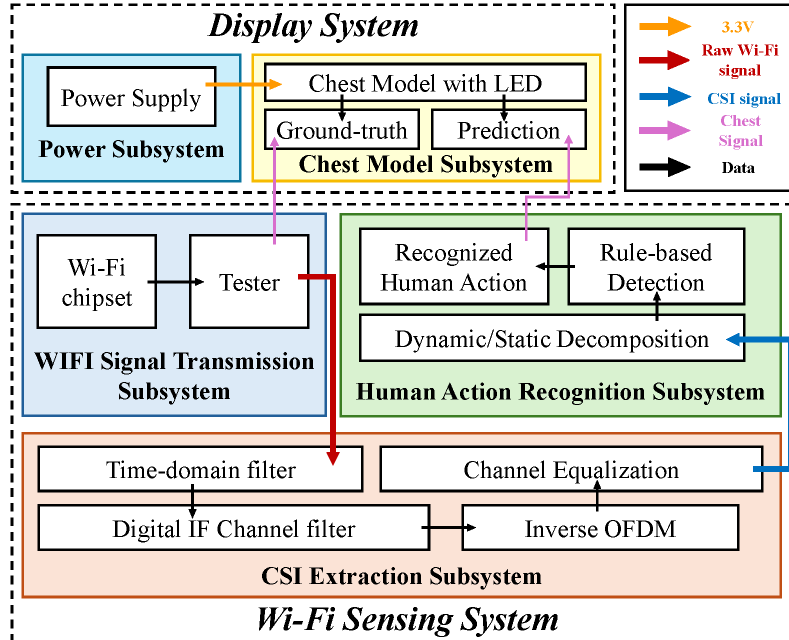 Display System
Power Supply
Power Subsystem
Chest Model with LED
Ground-truth
Prediction
Chest Model Subsystem
3.3V
Raw Wi-Fi
signal
CSI signal
Chest
Signal
Data
Wi-Fi
chipset
Tester
WIFI Signal Transmission
Subsystem
Recognized
Human Action
Rule-based
Detection
Dynamic/Static Decomposition
Human Action Recognition Subsystem
Time-domain filter
Channel Equalization
Digital IF Channel filter
Inverse OFDM
CSI Extraction Subsystem
Wi-Fi Sensing System